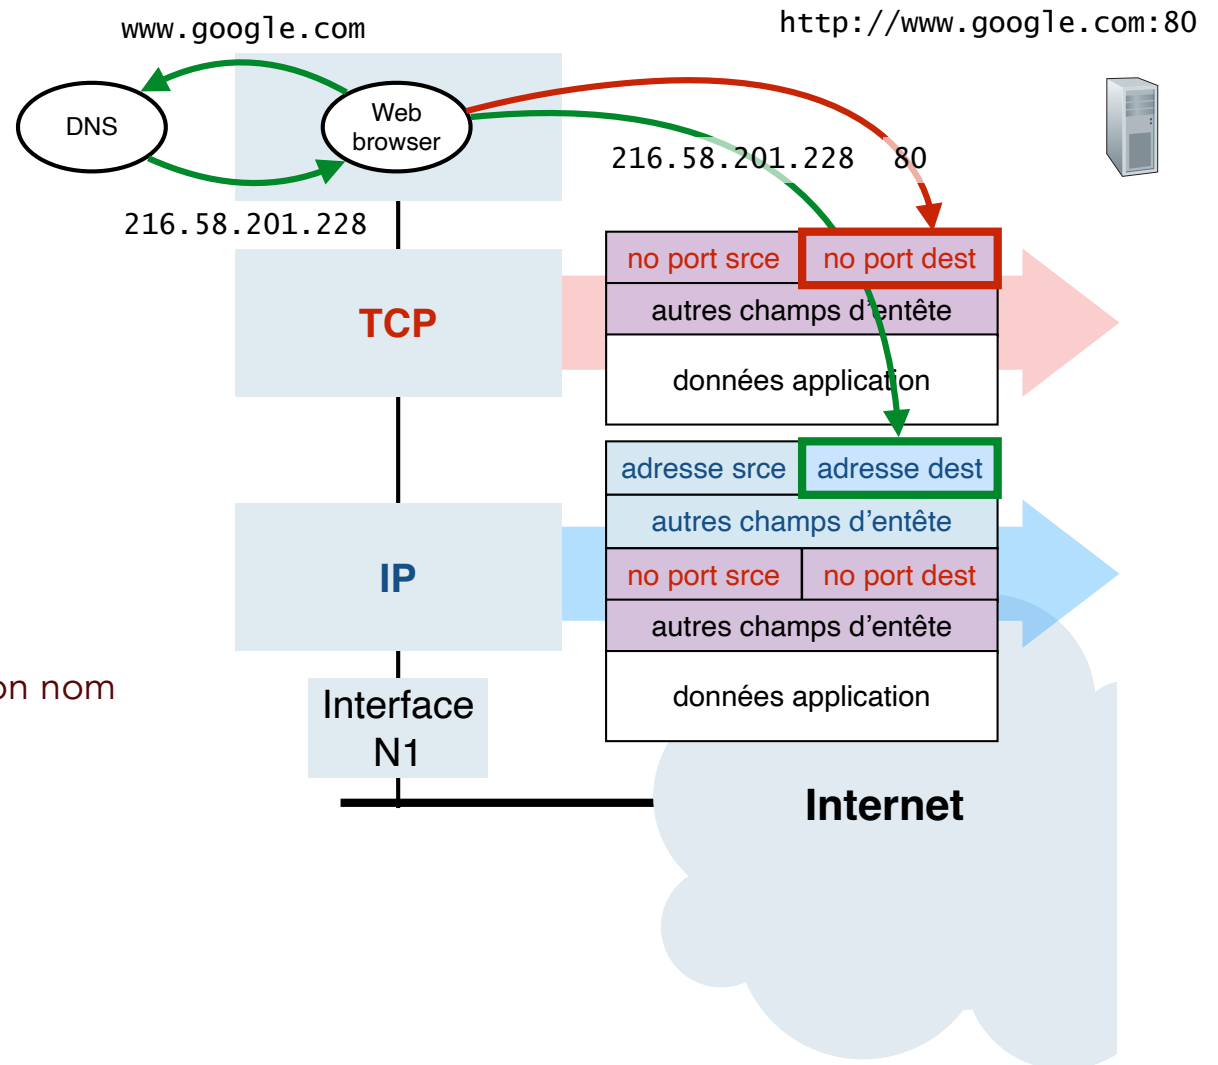 www.google.com
http://www.google.com:80
DNS
Web
browser
216.58.201.228 80
216.58.201.228
no port srce no port dest
TCP
autres champs d'entête
données application
adresse srce adresse dest
autres champs d'entête
IP
no port srce no port dest
autres champs d'entête
on nom
Interface
N1
données application
Internet